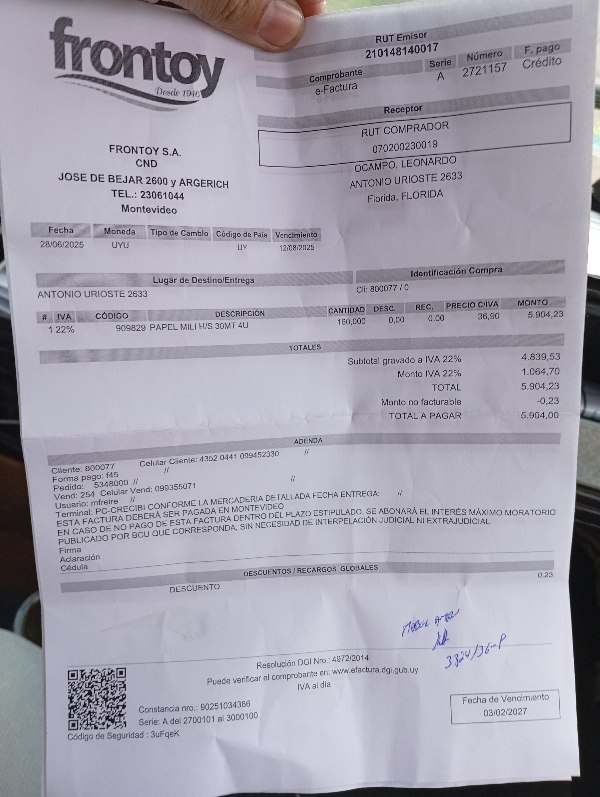 frontoy
Desde 1946
RUT Emisor
210148140017
Comprobante Serie Número F. pago
e-Factura A 2721157 Crédito
Receptor
RUT COMPRADOR
070200230019
OCAMPO, LEONARDO
ANTONIO URIOSTE 2633
Florida, FLORIDA
FRONTOY S.A.
CND
JOSE DE BEJAR 2600 y ARGERICH
TEL.: 23061044
Montevideo
Fecha Moneda Tipo de Cambio Código de País Vencimiento
28/06/2025 UYU UY 12/08/2025
Lugar de Destino/Entrega Identificación Compra
ANTONIO URIOSTE 2633 Cli: 800077 / 0
# IVA CÓDIGO DESCRIPCIÓN CANTIDAD DESC. REC. PRECIO C/IVA MONTO
1 22% 909829 PAPEL MILI H/S 30MT 4U 160,000 0,00 0,00 36,90 5.904,23
TOTALES
Subtotal gravado a IVA 22% 4.839,53
Monto IVA 22% 1.064,70
TOTAL 5.904,23
Monto no facturable -0,23
TOTAL A PAGAR 5.904,00
ADENDA
Cliente: 800077 Celular Cliente: 4352 0441 099452330 //
Forma pago: f45 //
Pedido: 5348000 // //
Vend: 254 Celular Vend: 099355071
Usuario: mfreire //
Terminal: PC-CRECIBI CONFORME LA MERCADERIA DETALLADA FECHA ENTREGA: //
ESTA FACTURA DEBERÁ SER PAGADA EN MONTEVIDEO
EN CASO DE NO PAGO DE ESTA FACTURA DENTRO DEL PLAZO ESTIPULADO, SE ABONARÁ EL INTERÉS MÁXIMO MORATORIO
PUBLICADO POR BCU QUE CORRESPONDA, SIN NECESIDAD DE INTERPELACIÓN JUDICIAL NI EXTRAJUDICIAL
Firma
Aclaración
Cédula
DESCUENTOS / RECARGOS GLOBALES
DESCUENTO 0,23
Resolución DGI Nro.: 4972/2014
Puede verificar el comprobante en: www.efactura.dgi.gub.uy
IVA al día
Constancia nro.: 90251034386
Serie: A del 2700101 al 3000100
Código de Seguridad : 3uFqeK
Fecha de Vencimiento
03/02/2027